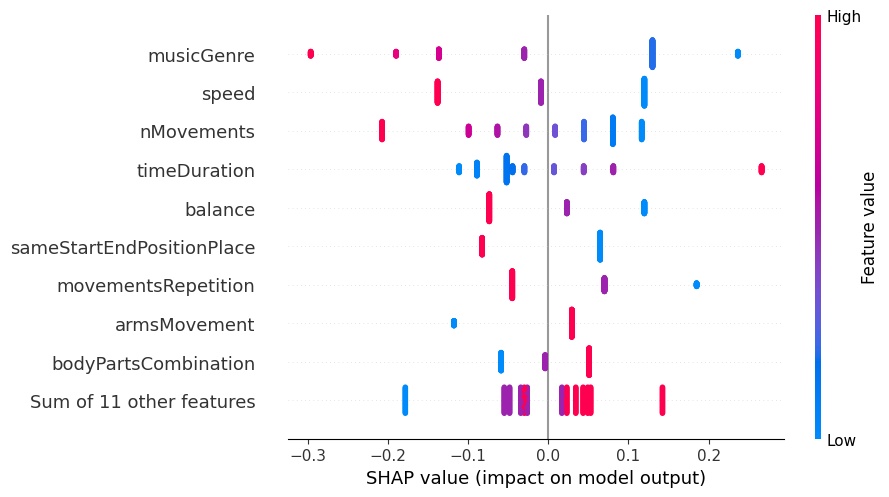 High
musicGenre
speed
nMovements
timeDuration
balance
sameStartEndPositionPlace
movementsRepetition
armsMovement
bodyPartsCombination
Sum of 11 other features
Feature value
Low
−0.3 −0.2 −0.1 0.0 0.1 0.2
SHAP value (impact on model output)